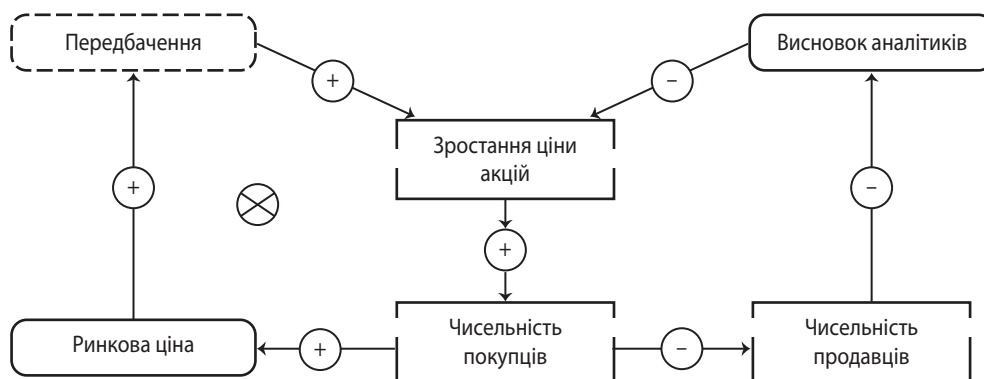 Передбачення
Висновок аналітиків
+
−
Зростання ціни
акцій
+
−
+
Ринкова ціна
+
Чисельність
покупців
−
Чисельність
продавців